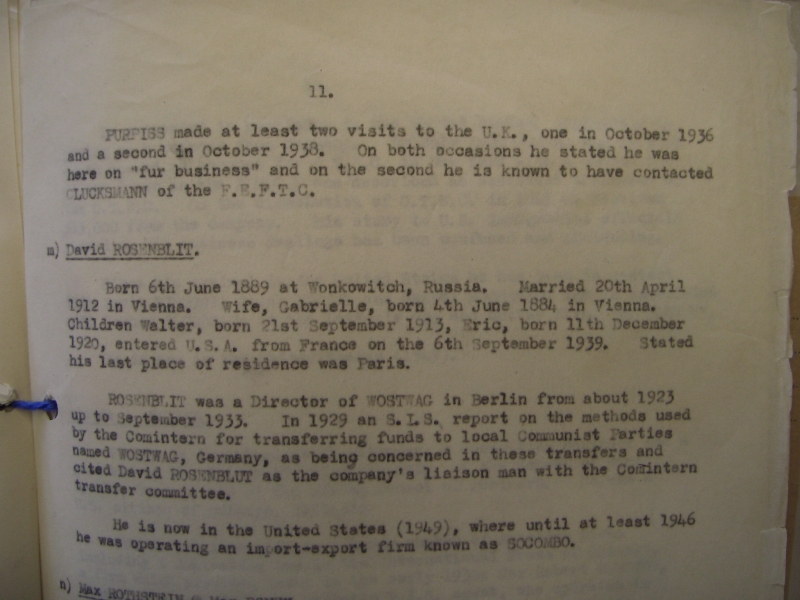 11.
PURPISS made at least two visits to the U.K., one in October 1936
and a second in October 1938. On both occasions he stated he was
here on "fur business" and on the second he is known to have contacted
GLUCKSMANN of the F.E.F.T.C.
m) David ROSENBLIT.
Born 6th June 1889 at Wonkowitch, Russia. Married 20th April
1912 in Vienna. Wife, Gabrielle, born 4th June 1884 in Vienna.
Children Walter, born 21st September 1913, Eric, born 11th December
1920, entered U.S.A. from France on the 6th September 1939. Stated
his last place of residence was Paris.
ROSENBLIT was a Director of WOSTWAG in Berlin from about 1923
up to September 1933. In 1929 an S.I.S. report on the methods used
by the Comintern for transferring funds to local Communist Parties
named WOSTWAG, Germany, as being concerned in these transfers and
cited David ROSENBLUT as the company's liaison man with the Comintern
transfer committee.
He is now in the United States (1949), where until at least 1946
he was operating an import-export firm known as SOCOMBO.
n) Max ROTHSTEIN